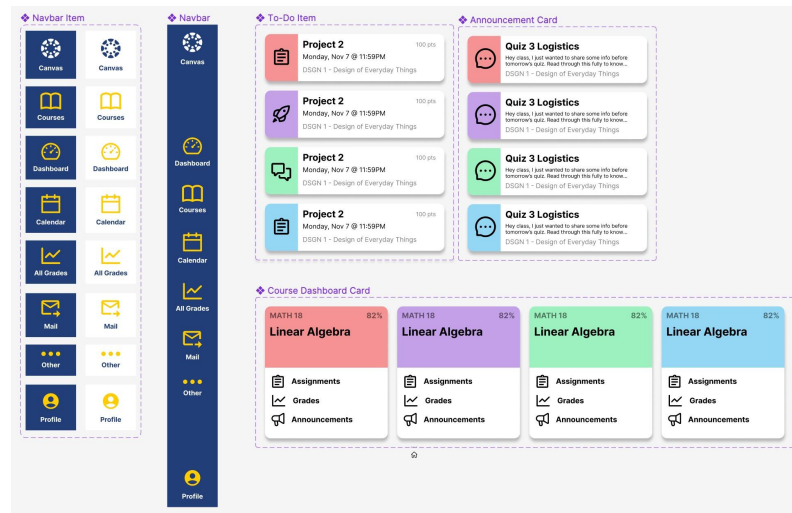 Navbar Item
Canvas Canvas
Courses Courses
Dashboard Dashboard
Calendar Calendar
All Grades All Grades
Mail Mail
Other Other
Profile Profile
Navbar
Canvas
Dashboard
Courses
Calendar
All Grades
Mail
Other
Profile
To-Do Item
Project 2 100 pts
Monday, Nov 7 @ 11:59PM
DSGN 1 - Design of Everyday Things
Project 2 100 pts
Monday, Nov 7 @ 11:59PM
DSGN 1 - Design of Everyday Things
Project 2 100 pts
Monday, Nov 7 @ 11:59PM
DSGN 1 - Design of Everyday Things
Project 2 100 pts
Monday, Nov 7 @ 11:59PM
DSGN 1 - Design of Everyday Things
Announcement Card
Quiz 3 Logistics
Hey class, I just wanted to share some info before
tomorrow's quiz. Read through this fully to know...
DSGN 1 - Design of Everyday Things
Quiz 3 Logistics
Hey class, I just wanted to share some info before
tomorrow's quiz. Read through this fully to know...
DSGN 1 - Design of Everyday Things
Quiz 3 Logistics
Hey class, I just wanted to share some info before
tomorrow's quiz. Read through this fully to know...
DSGN 1 - Design of Everyday Things
Quiz 3 Logistics
Hey class, I just wanted to share some info before
tomorrow's quiz. Read through this fully to know...
DSGN 1 - Design of Everyday Things
Course Dashboard Card
MATH 18 82%
Linear Algebra
Assignments
Grades
Announcements
MATH 18 82%
Linear Algebra
Assignments
Grades
Announcements
MATH 18 82%
Linear Algebra
Assignments
Grades
Announcements
MATH 18 82%
Linear Algebra
Assignments
Grades
Announcements